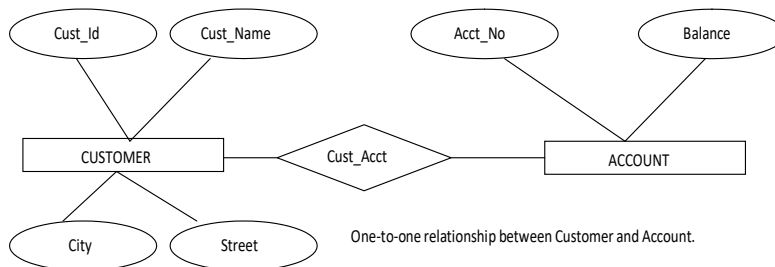 Cust_Id
Cust_Name
Acct_No
Balance
CUSTOMER
Cust_Acct
ACCOUNT
City
Street
One-to-one relationship between Customer and Account.